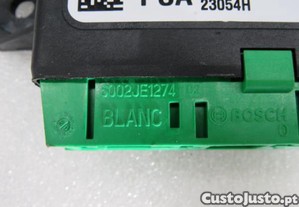 PSA 23054H
S002JE1274
BLANC
BOSCH
CustoJusto.pt